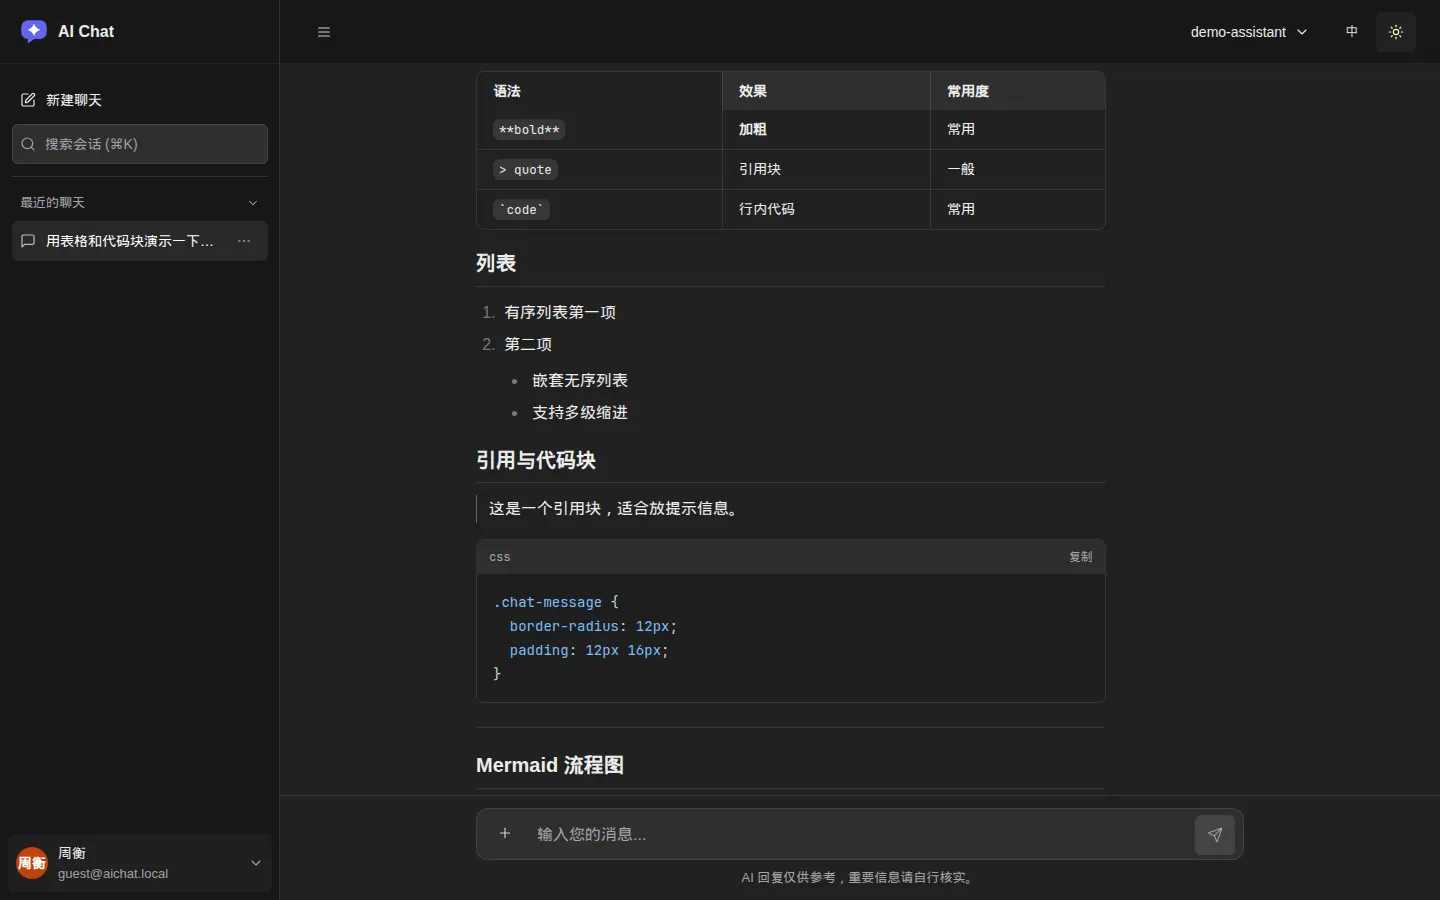 AI Chat
demo-assistant
中
新建聊天
搜索会话 (⌘K)
最近的聊天
用表格和代码块演示一下...
语法 效果 常用度
**bold** 加粗 常用
> quote 引用块 一般
`code` 行内代码 常用
列表
1. 有序列表第一项
2. 第二项
• 嵌套无序列表
• 支持多级缩进
引用与代码块
这是一个引用块，适合放提示信息。
css 复制
.chat-message {
border-radius: 12px;
padding: 12px 16px;
}
Mermaid 流程图
输入您的消息...
AI 回复仅供参考，重要信息请自行核实。
周衡
周衡
guest@aichat.local